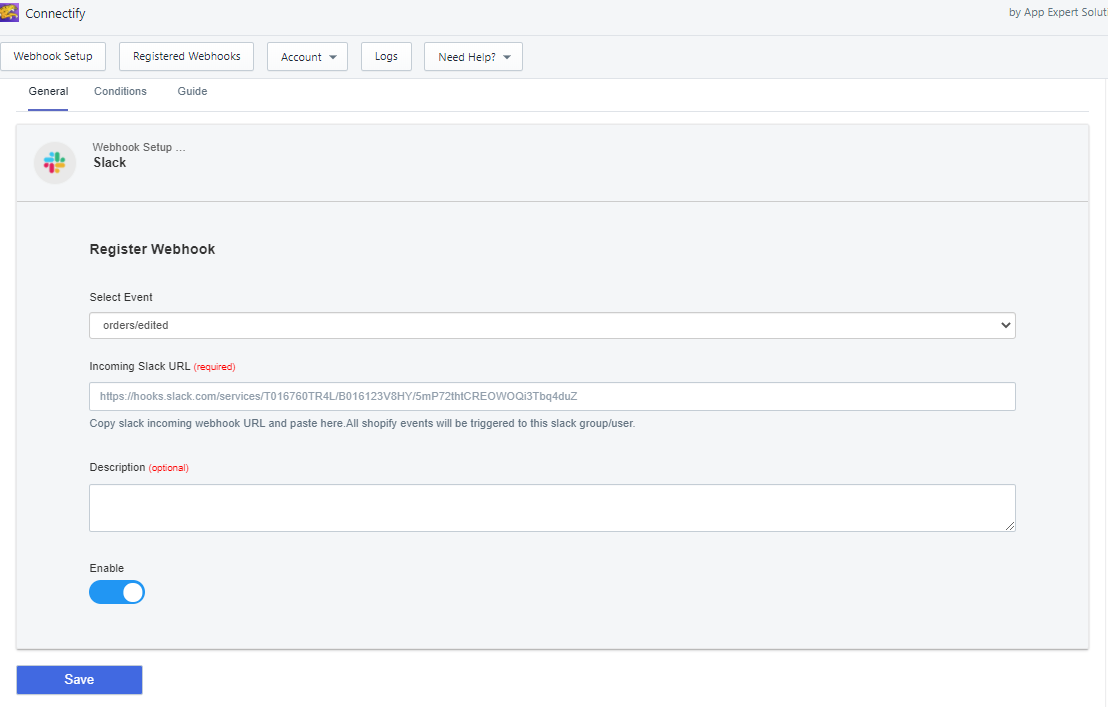 Connectify
by App Expert Solut
Webhook Setup
Registered Webhooks
Account
Logs
Need Help?
General
Conditions
Guide
Webhook Setup ...
Slack
Register Webhook
Select Event
orders/edited
Incoming Slack URL (required)
https://hooks.slack.com/services/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
Copy slack incoming webhook URL and paste here.All shopify events will be triggered to this slack group/user.
Description (optional)
Enable
Save